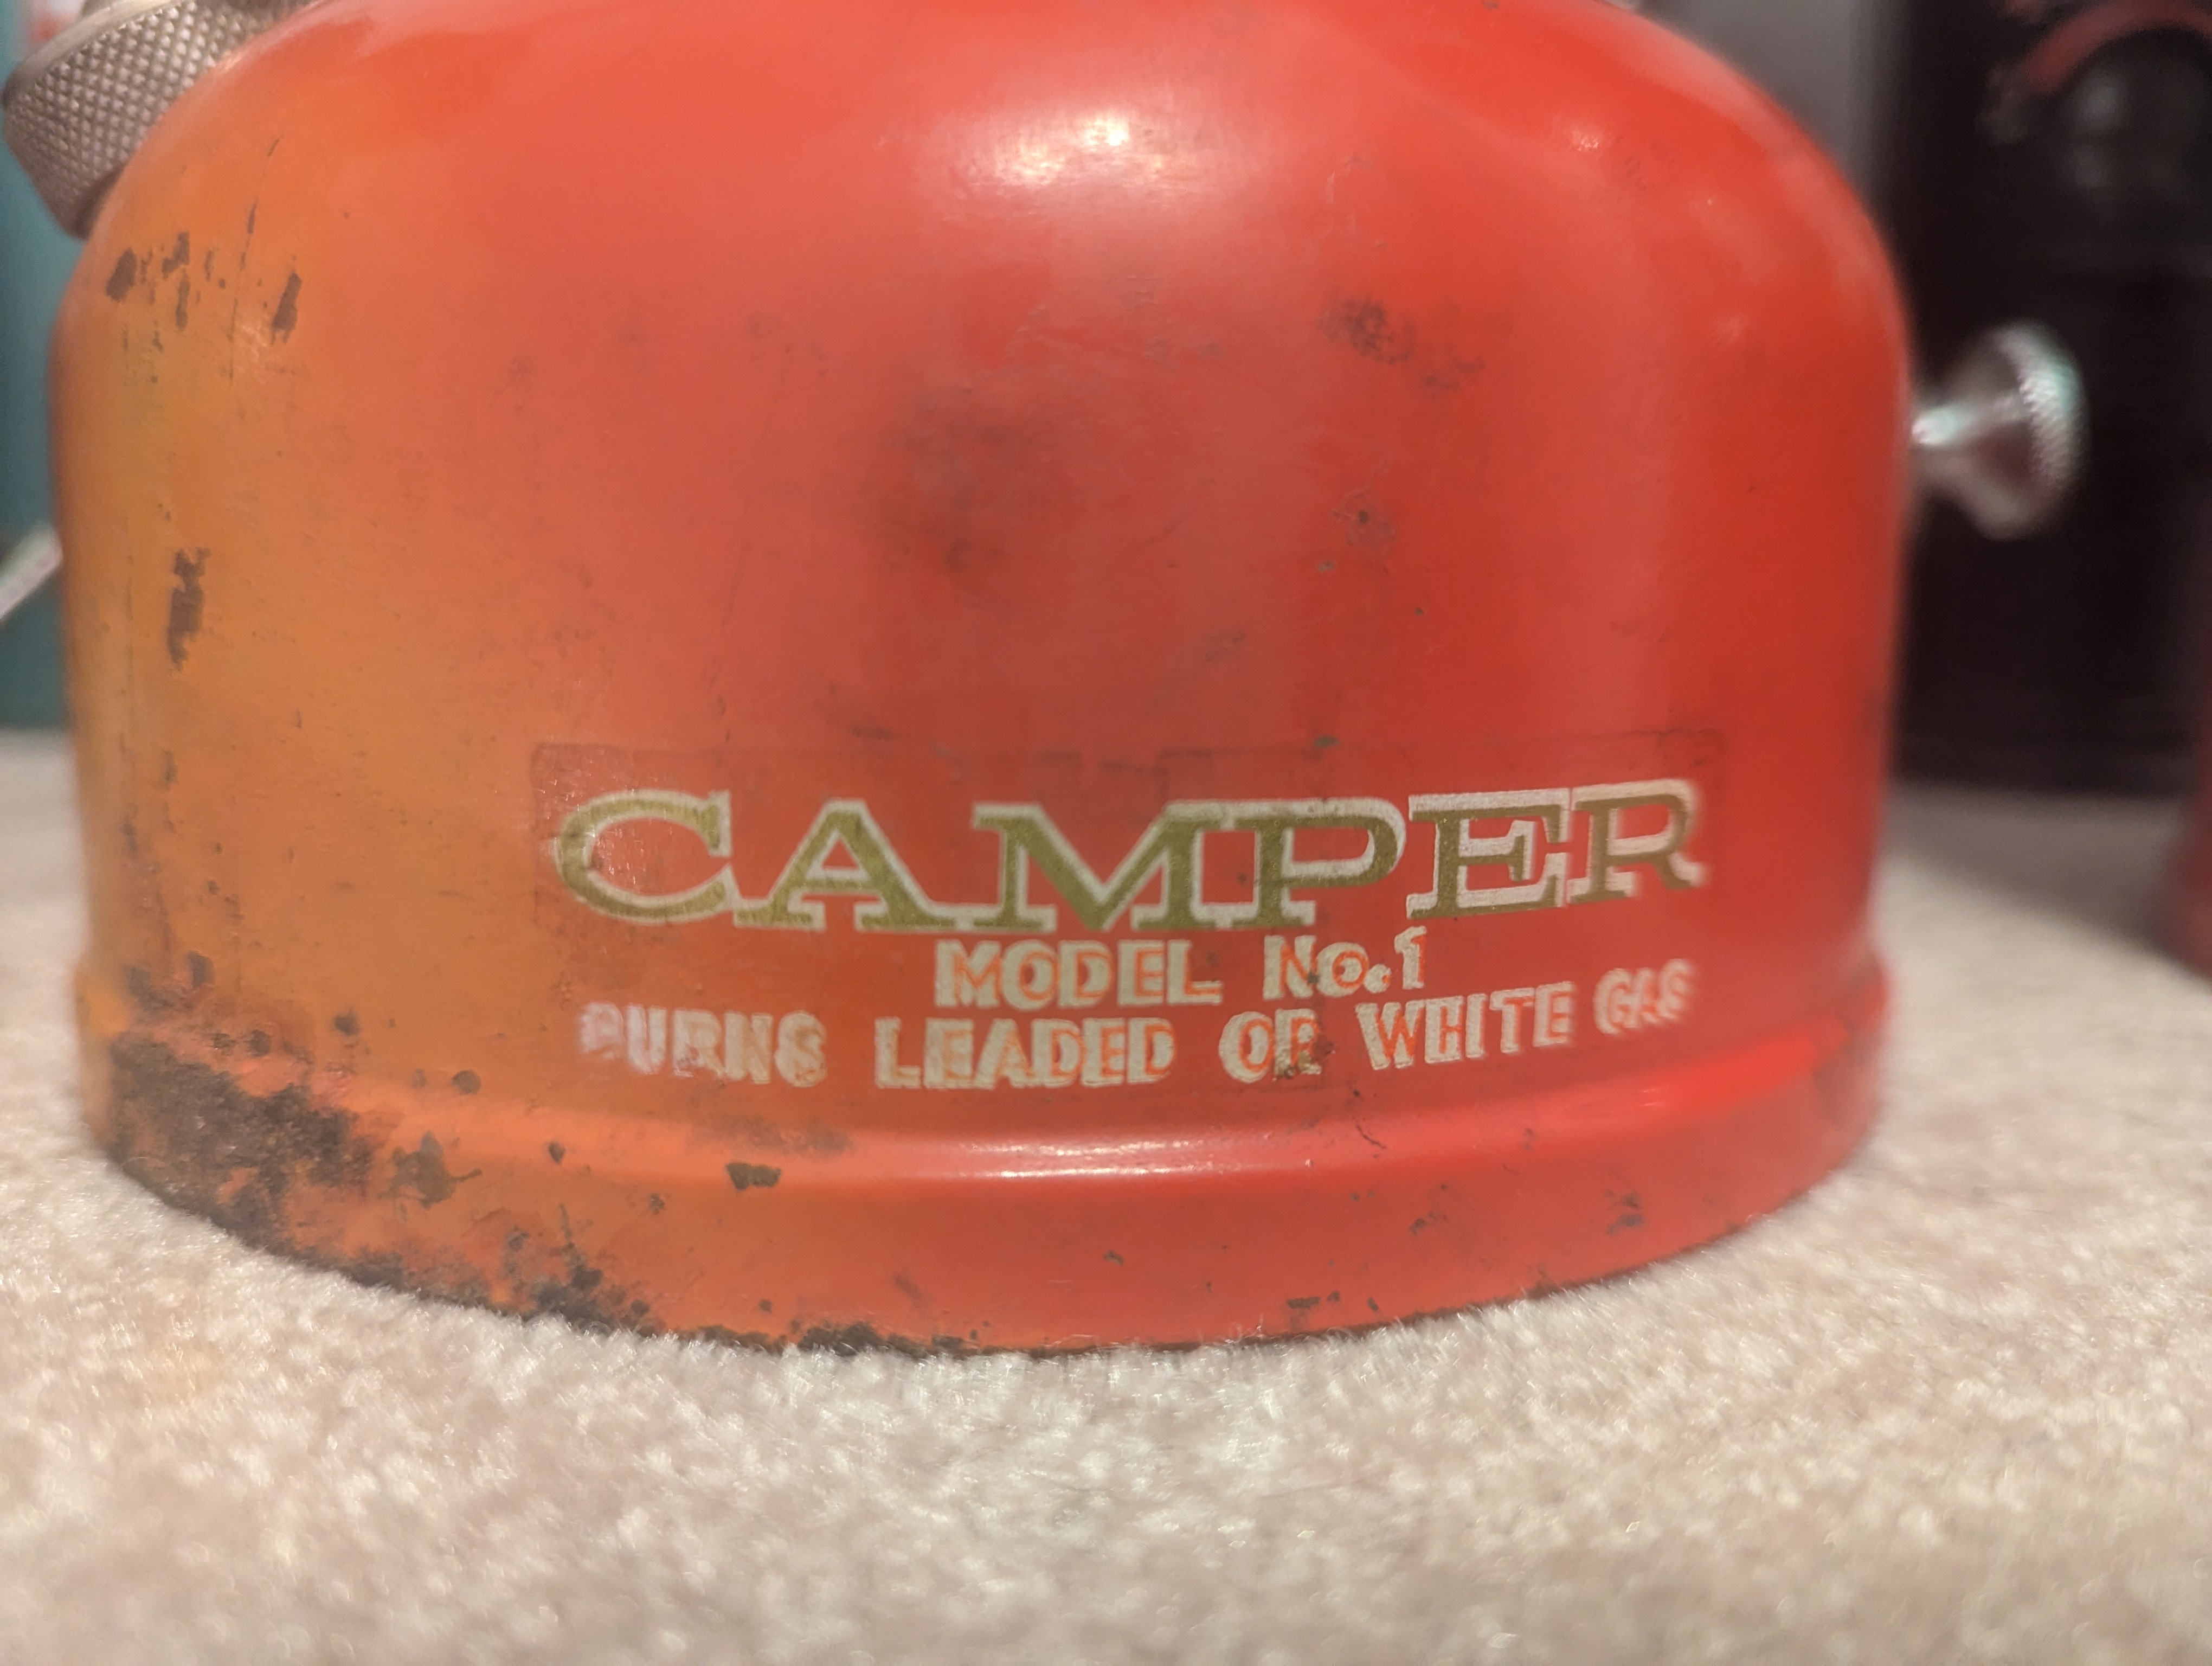 CAMPER
MODEL No.1
BURNS LEADED OR WHITE GAS